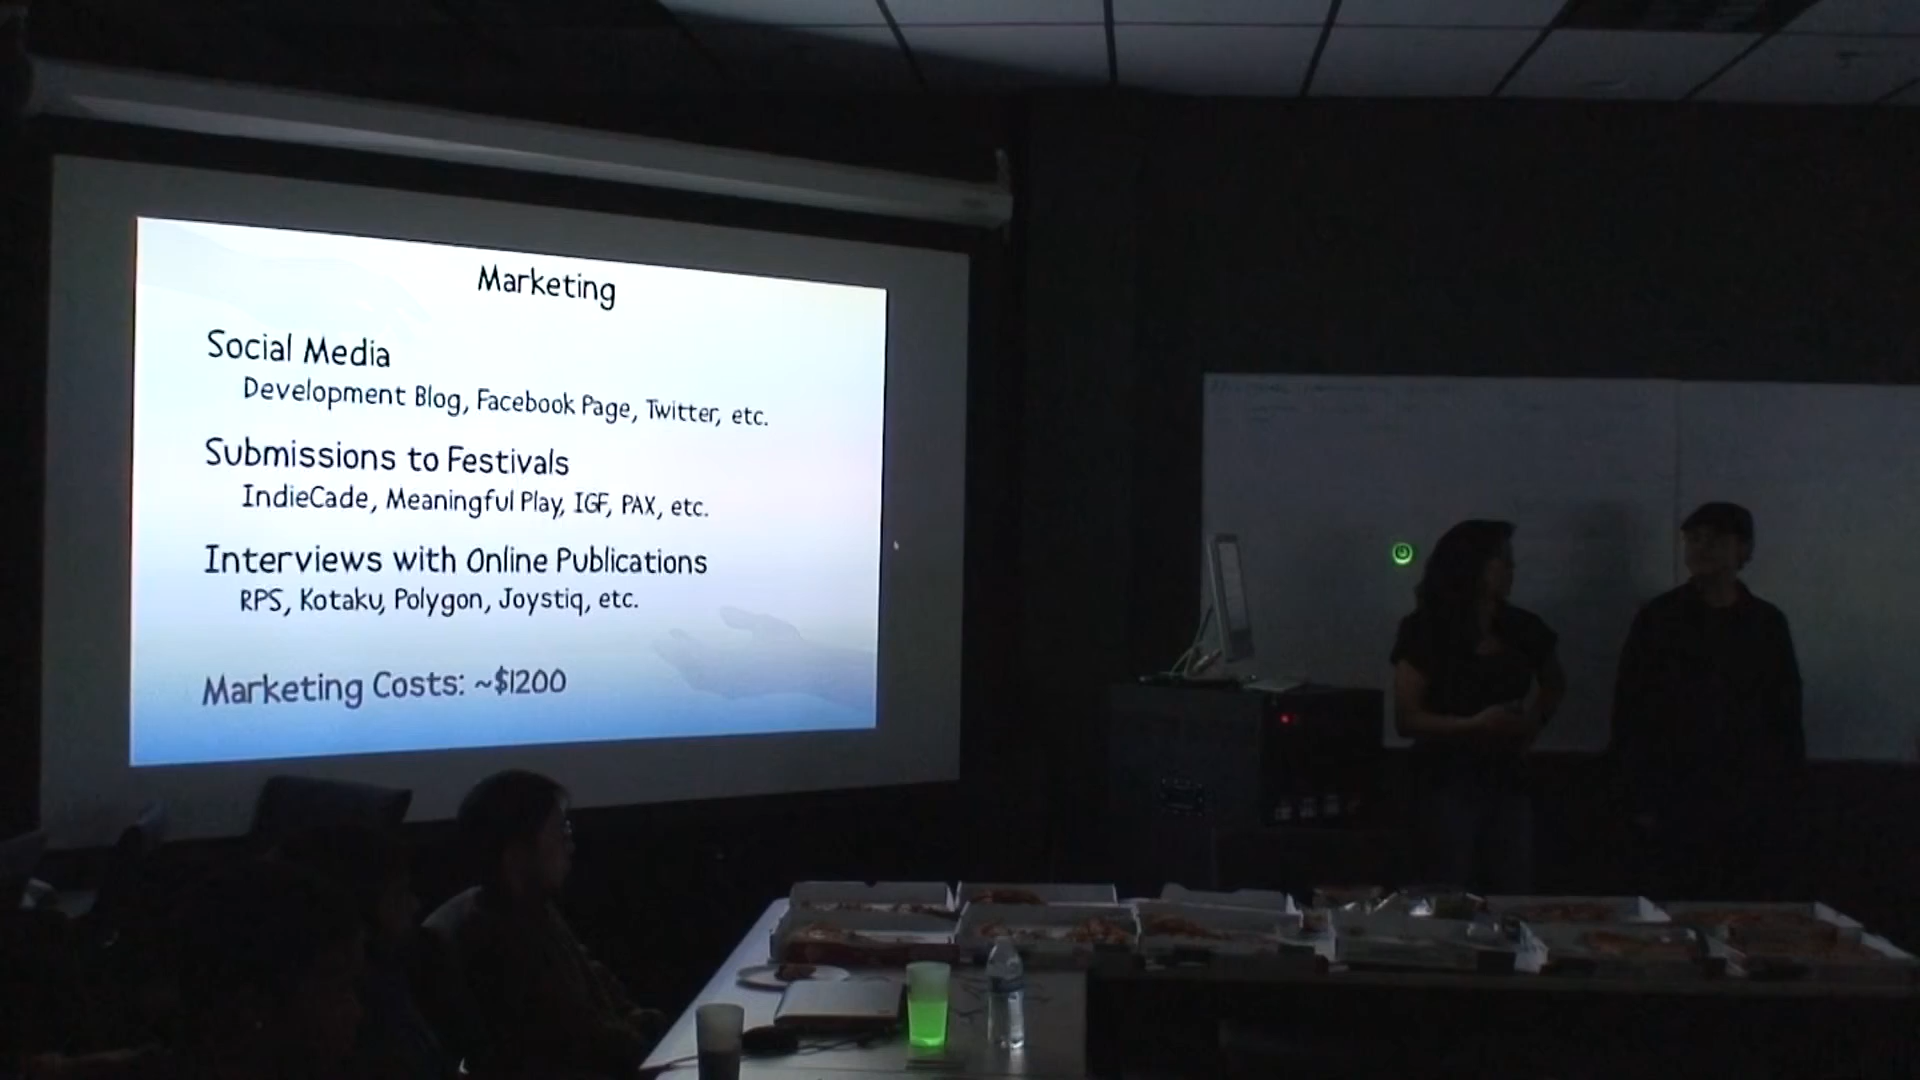 Marketing
Social Media
Development Blog, Facebook Page, Twitter, etc.
Submissions to Festivals
IndieCade, Meaningful Play, IGF, PAX, etc.
Interviews with Online Publications
RPS, Kotaku, Polygon, Joystiq, etc.
Marketing Costs: ~$1200